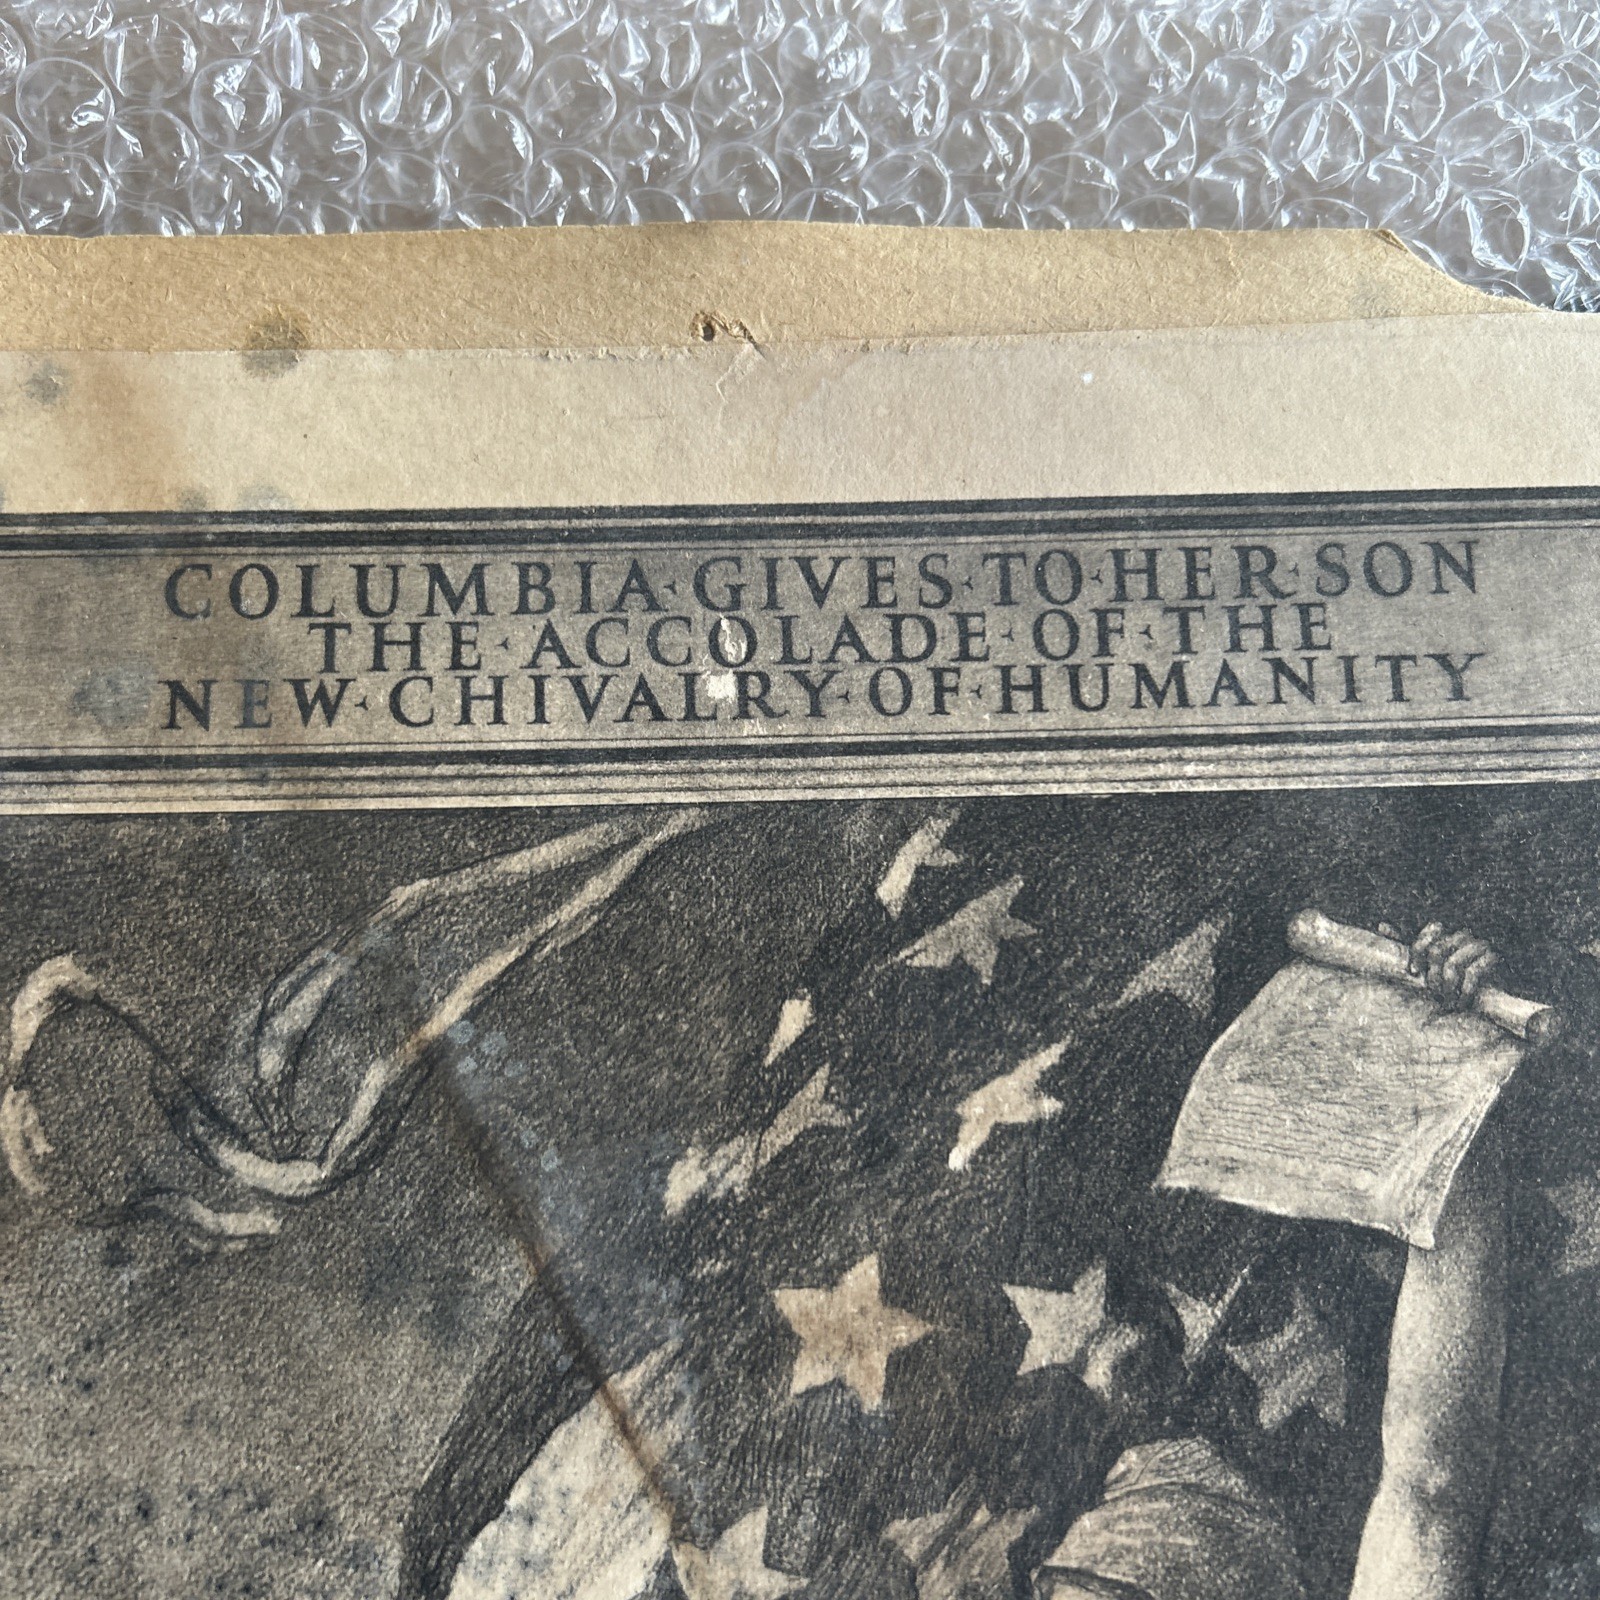 COLUMBIA·GIVES·TO·HER·SON
THE·ACCOLADE·OF·THE
NEW·CHIVALRY·OF·HUMANITY